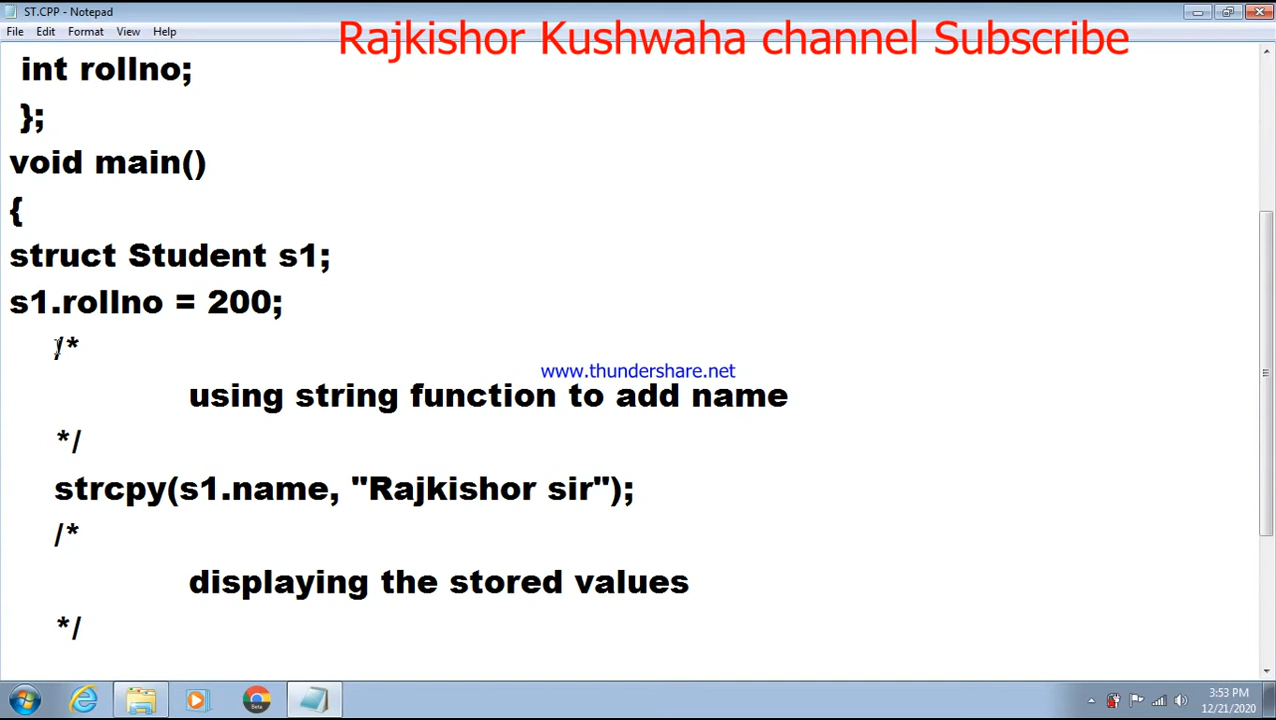 ST.CPP - Notepad
Rajkishor Kushwaha channel Subscribe
File Edit Format View Help
int rollno;
};
void main()
{
struct Student s1;
s1.rollno = 200;
/*
www.thundershare.net
using string function to add name
*/
strcpy(s1.name, "Rajkishor sir");
/*
displaying the stored values
*/
3:53 PM
12/21/2020